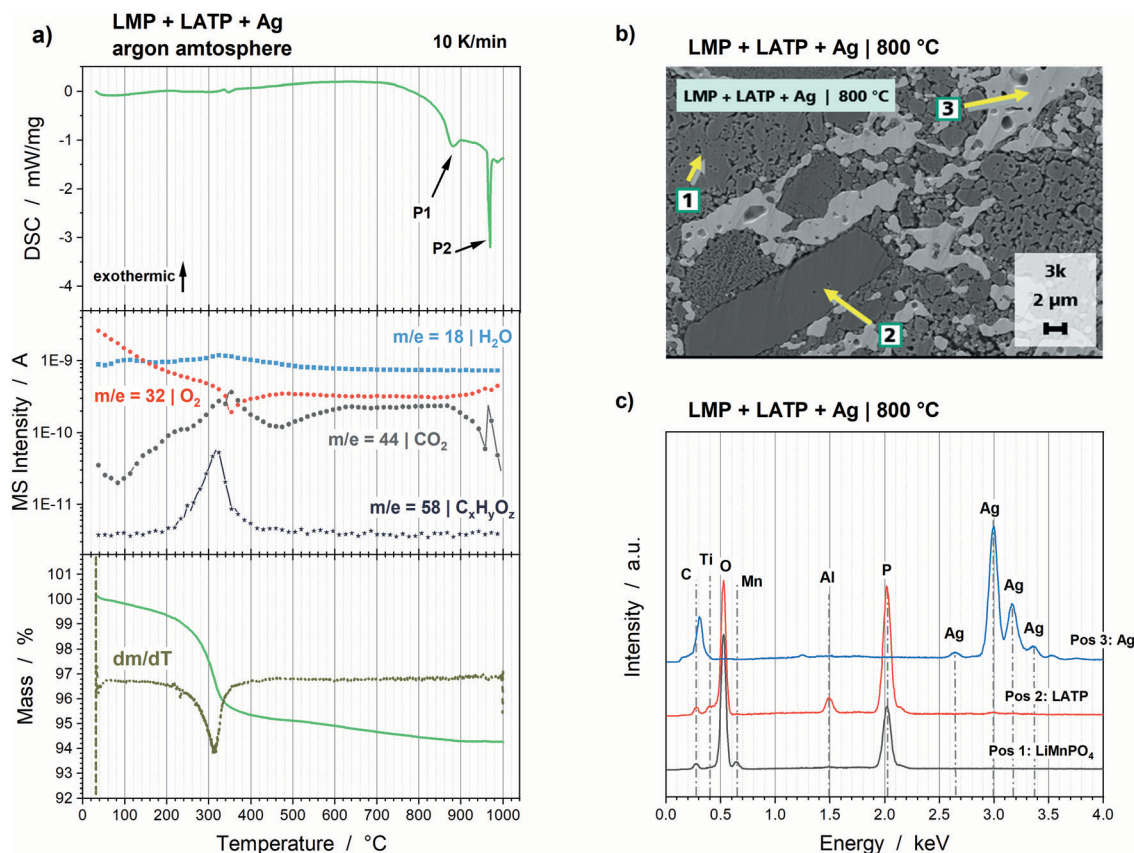 a)
LMP + LATP + Ag
argon amtosphere
10 K/min
DSC / mW/mg
0
-1
-2
-3
-4
P1
P2
exothermic
MS Intensity / A
1E-9
1E-10
1E-11
m/e = 18 | H₂O
m/e = 32 | O₂
m/e = 44 | CO₂
m/e = 58 | CₓHᵧO_z
Mass / %
101
100
99
98
97
96
95
94
93
92
dm/dT
0 100 200 300 400 500 600 700 800 900 1000
Temperature / °C
b)
LMP + LATP + Ag | 800 °C
LMP + LATP + Ag | 800 °C
3
1
2
3k
2 µm
c)
LMP + LATP + Ag | 800 °C
Intensity / a.u.
C Ti O Mn Al P Ag Ag Ag Ag
Pos 3: Ag
Pos 2: LATP
Pos 1: LiMnPO₄
0.0 0.5 1.0 1.5 2.0 2.5 3.0 3.5 4.0
Energy / keV